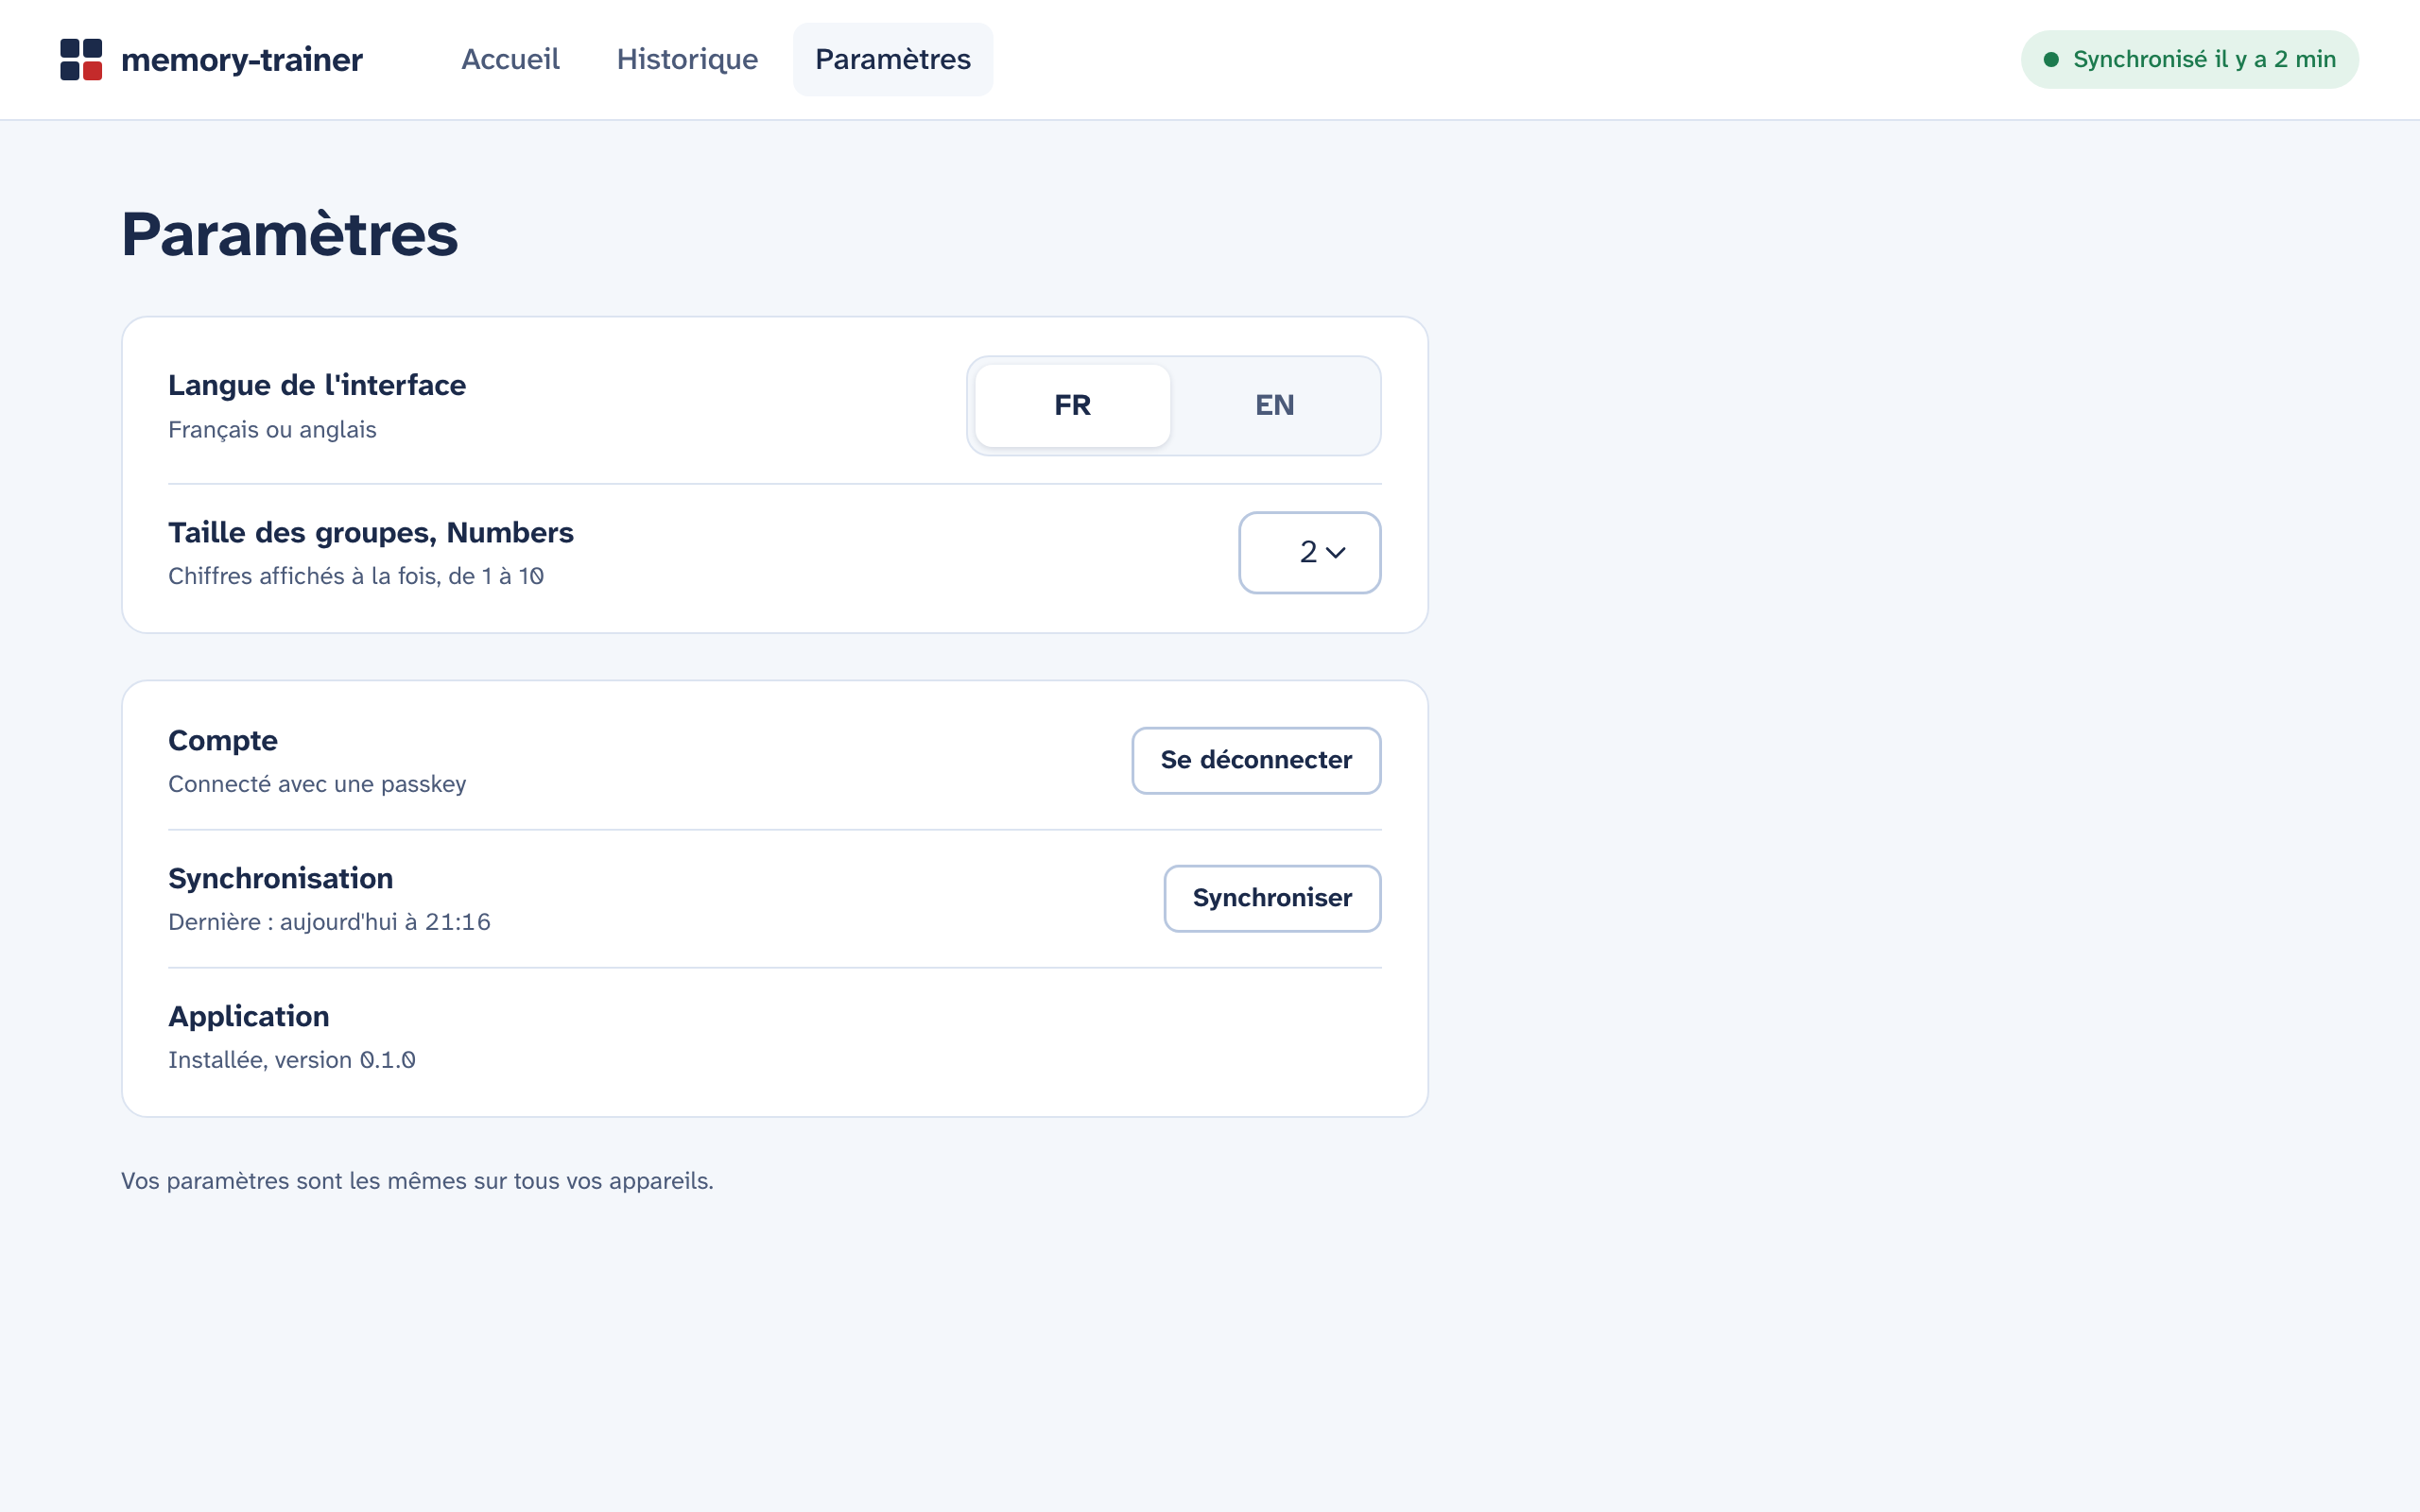 memory-trainer
Accueil
Historique
Paramètres
Synchronisé il y a 2 min
Paramètres
Langue de l'interface
Français ou anglais
FR
EN
Taille des groupes, Numbers
Chiffres affichés à la fois, de 1 à 10
2
Compte
Connecté avec une passkey
Se déconnecter
Synchronisation
Dernière : aujourd'hui à 21:16
Synchroniser
Application
Installée, version 0.1.0
Vos paramètres sont les mêmes sur tous vos appareils.